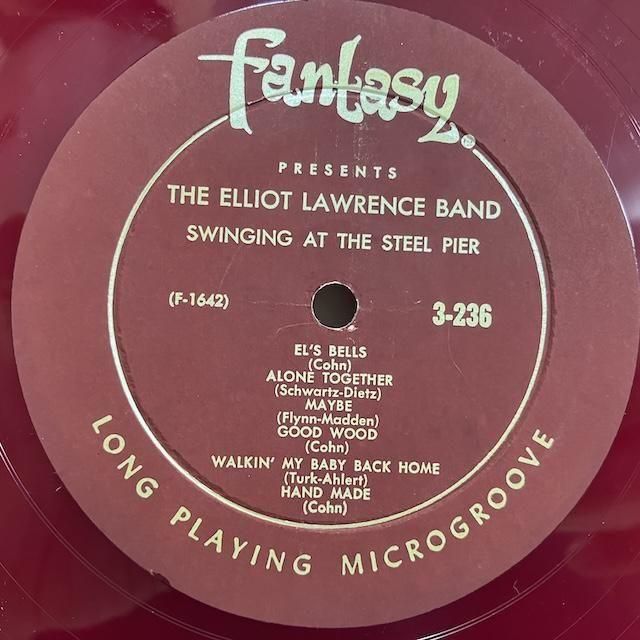 fantasy®
PRESENTS
THE ELLIOT LAWRENCE BAND
SWINGING AT THE STEEL PIER
(F-1642)
3-236
EL'S BELLS
(Cohn)
ALONE TOGETHER
(Schwartz-Dietz)
MAYBE
(Flynn-Madden)
GOOD WOOD
(Cohn)
WALKIN' MY BABY BACK HOME
(Turk-Ahlert)
HAND MADE
(Cohn)
LONG PLAYING MICROGROOVE